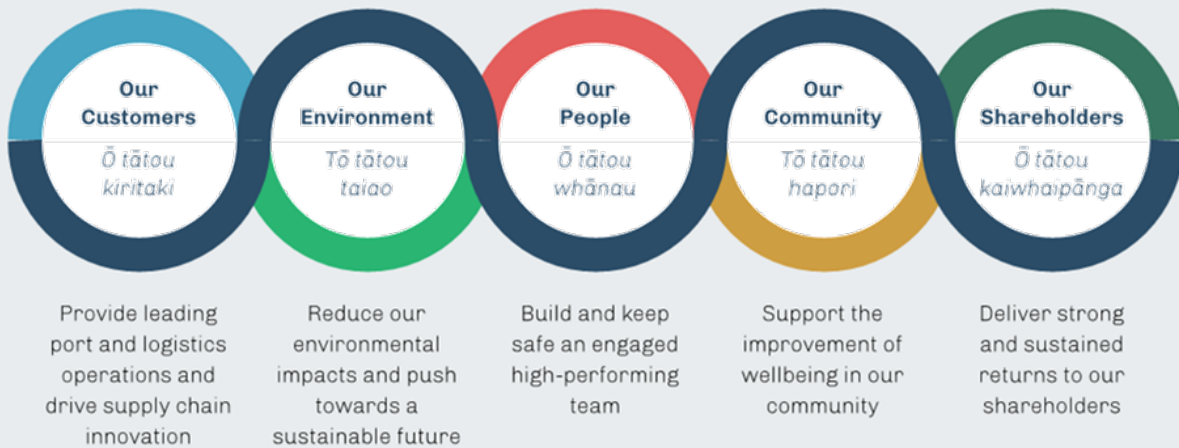 Our
Customers
Ō tātou
kiritaki
Provide leading
port and logistics
operations and
drive supply chain
innovation
Our
Environment
Tō tātou
taiao
Reduce our
environmental
impacts and push
towards a
sustainable future
Our
People
Ō tātou
whānau
Build and keep
safe an engaged
high-performing
team
Our
Community
Tō tātou
hapori
Support the
improvement of
wellbeing in our
community
Our
Shareholders
Ō tātou
kaiwhaipānga
Deliver strong
and sustained
returns to our
shareholders